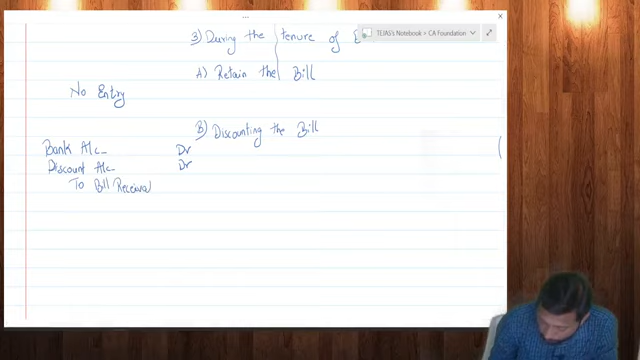 TEJAS's Notebook » CA Foundation
3) During the tenure of
A) Retain the Bill
No Entry
B) Discounting the Bill
Bank A/c Dr
Discount A/c Dr
To Bill Receival